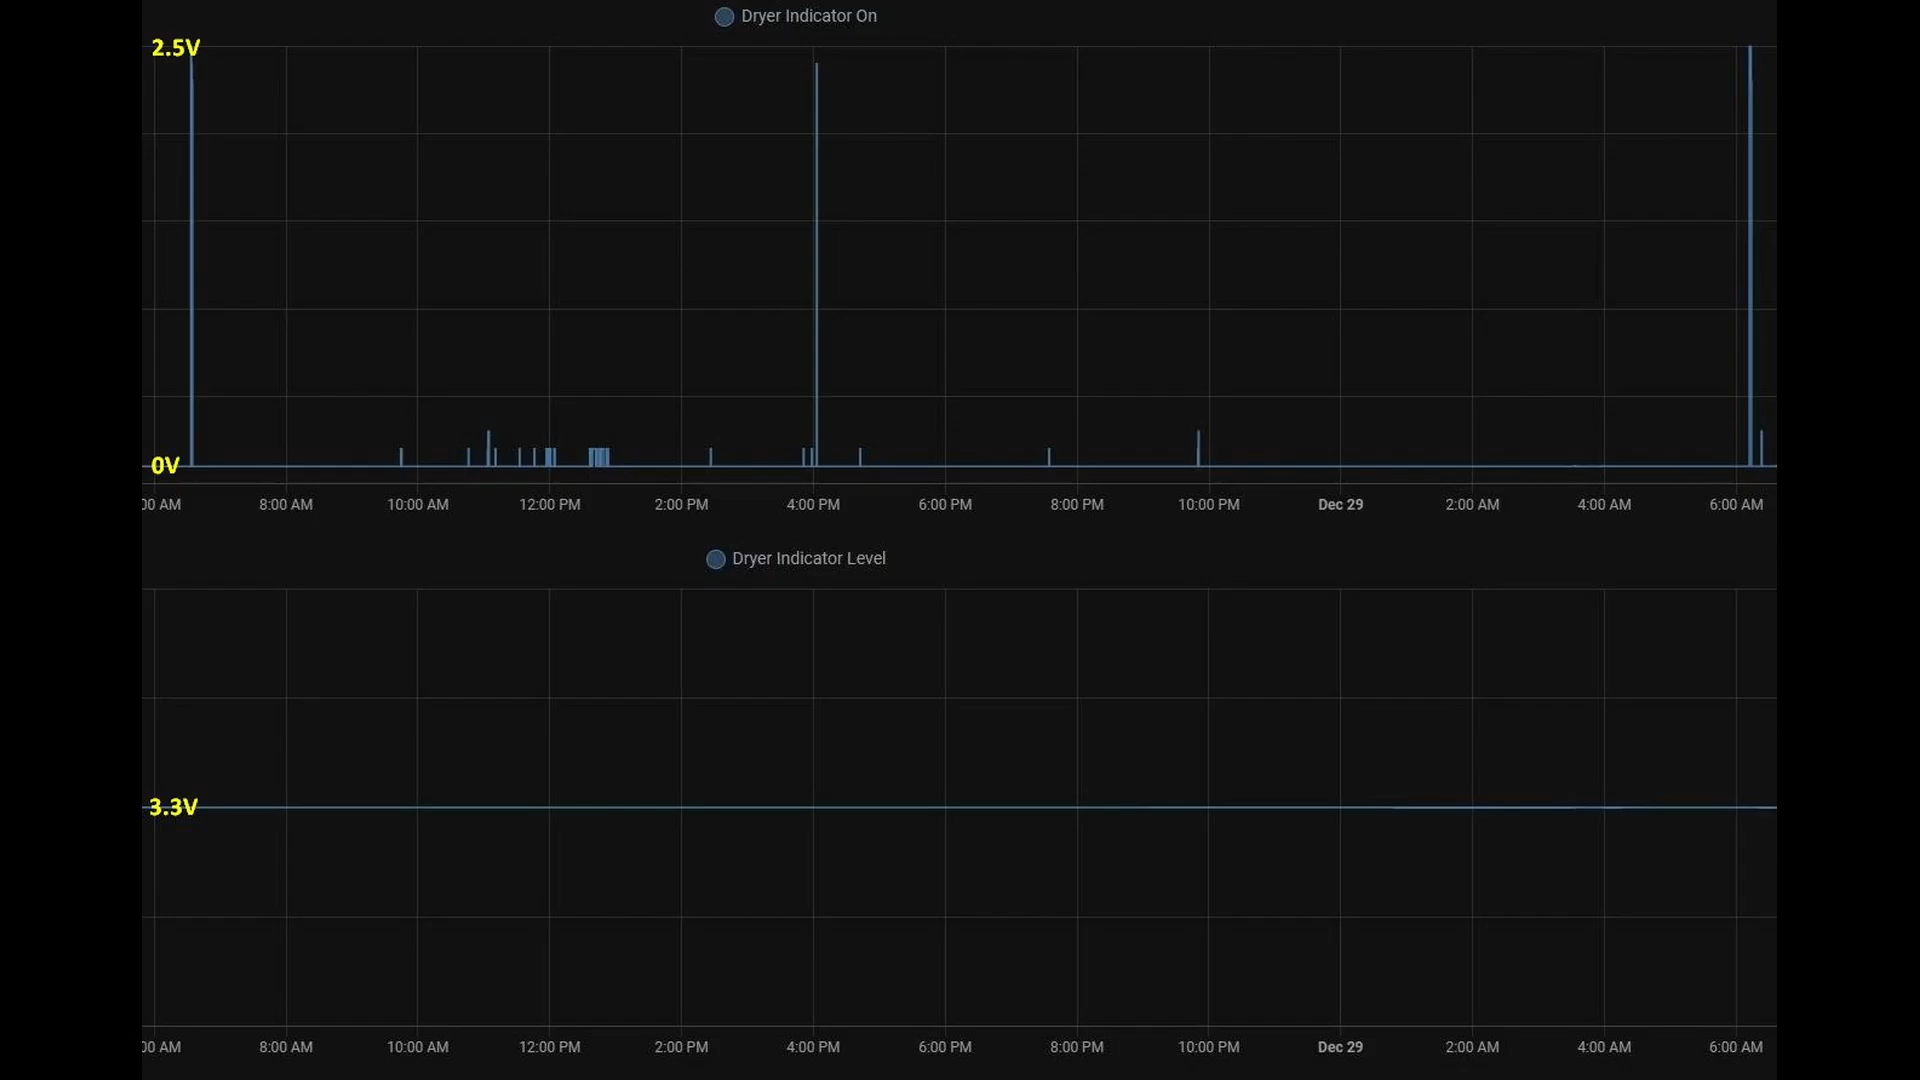 Dryer Indicator On
2.5V
0V
00 AM 8:00 AM 10:00 AM 12:00 PM 2:00 PM 4:00 PM 6:00 PM 8:00 PM 10:00 PM Dec 29 2:00 AM 4:00 AM 6:00 AM
Dryer Indicator Level
3.3V
00 AM 8:00 AM 10:00 AM 12:00 PM 2:00 PM 4:00 PM 6:00 PM 8:00 PM 10:00 PM Dec 29 2:00 AM 4:00 AM 6:00 AM